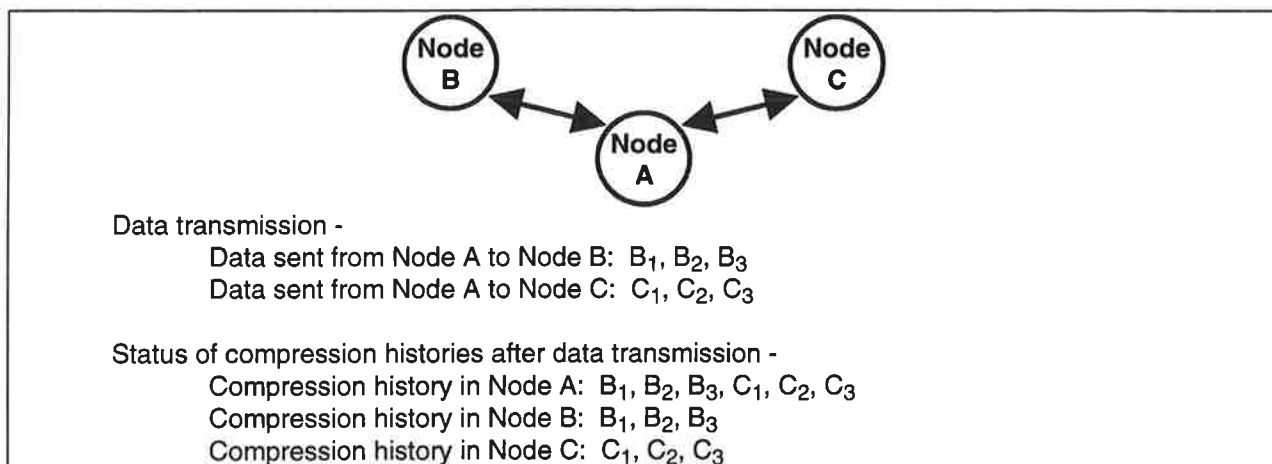 Node
B
Node
C
Node
A
Data transmission -
Data sent from Node A to Node B: B₁, B₂, B₃
Data sent from Node A to Node C: C₁, C₂, C₃
Status of compression histories after data transmission -
Compression history in Node A: B₁, B₂, B₃, C₁, C₂, C₃
Compression history in Node B: B₁, B₂, B₃
Compression history in Node C: C₁, C₂, C₃